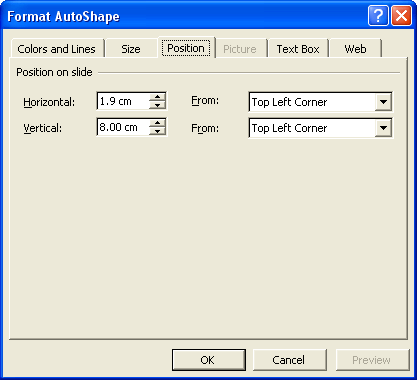 Format AutoShape
Colors and Lines Size Position Picture Text Box Web
Position on slide
Horizontal: 1.9 cm From: Top Left Corner
Vertical: 8.00 cm From: Top Left Corner
OK Cancel Preview